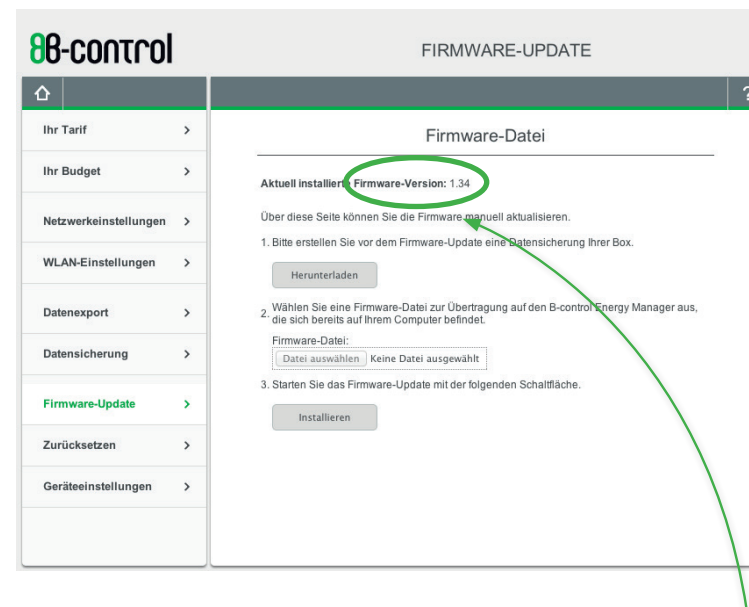 B-control
FIRMWARE-UPDATE
?
Ihr Tarif
Ihr Budget
Netzwerkeinstellungen
WLAN-Einstellungen
Datenexport
Datensicherung
Firmware-Update
Zurücksetzen
Geräteeinstellungen
Firmware-Datei
Aktuell installierte Firmware-Version: 1.34
Über diese Seite können Sie die Firmware manuell aktualisieren.
1. Bitte erstellen Sie vor dem Firmware-Update eine Datensicherung Ihrer Box.
Herunterladen
2. Wählen Sie eine Firmware-Datei zur Übertragung auf den B-control Energy Manager aus,
die sich bereits auf Ihrem Computer befindet.
Firmware-Datei:
Datei auswählen Keine Datei ausgewählt
3. Starten Sie das Firmware-Update mit der folgenden Schaltfläche.
Installieren